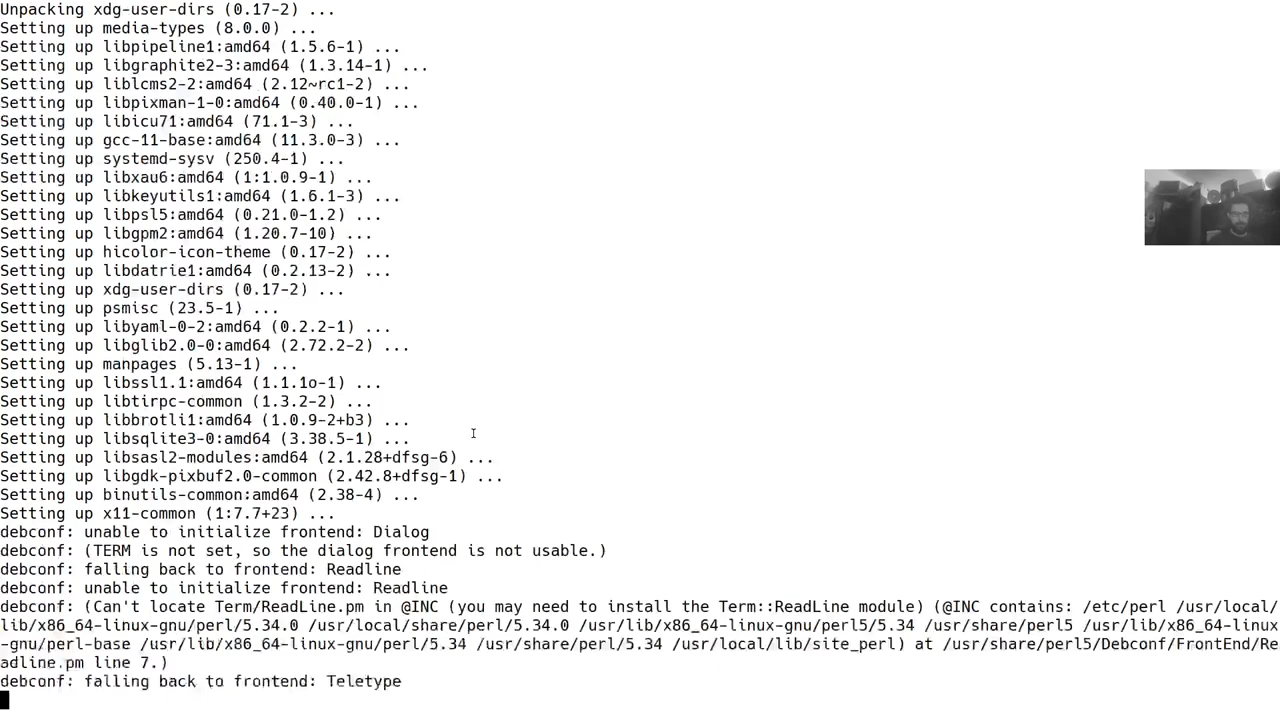 Unpacking xdg-user-dirs (0.17-2) ...
Setting up media-types (8.0.0) ...
Setting up libpipeline1:amd64 (1.5.6-1) ...
Setting up libgraphite2-3:amd64 (1.3.14-1) ...
Setting up liblcms2-2:amd64 (2.12~rc1-2) ...
Setting up libpixman-1-0:amd64 (0.40.0-1) ...
Setting up libicu71:amd64 (71.1-3) ...
Setting up gcc-11-base:amd64 (11.3.0-3) ...
Setting up systemd-sysv (250.4-1) ...
Setting up libxau6:amd64 (1:1.0.9-1) ...
Setting up libkeyutils1:amd64 (1.6.1-3) ...
Setting up libpsl5:amd64 (0.21.0-1.2) ...
Setting up libgpm2:amd64 (1.20.7-10) ...
Setting up hicolor-icon-theme (0.17-2) ...
Setting up libdatrie1:amd64 (0.2.13-2) ...
Setting up xdg-user-dirs (0.17-2) ...
Setting up psmisc (23.5-1) ...
Setting up libyaml-0-2:amd64 (0.2.2-1) ...
Setting up libglib2.0-0:amd64 (2.72.2-2) ...
Setting up manpages (5.13-1) ...
Setting up libssl1.1:amd64 (1.1.1o-1) ...
Setting up libtirpc-common (1.3.2-2) ...
Setting up libbrotli1:amd64 (1.0.9-2+b3) ...
Setting up libsqlite3-0:amd64 (3.38.5-1) ...
Setting up libsasl2-modules:amd64 (2.1.28+dfsg-6) ...
Setting up libgdk-pixbuf2.0-common (2.42.8+dfsg-1) ...
Setting up binutils-common:amd64 (2.38-4) ...
Setting up x11-common (1:7.7+23) ...
debconf: unable to initialize frontend: Dialog
debconf: (TERM is not set, so the dialog frontend is not usable.)
debconf: falling back to frontend: Readline
debconf: unable to initialize frontend: Readline
debconf: (Can't locate Term/ReadLine.pm in @INC (you may need to install the Term::ReadLine module) (@INC contains: /etc/perl /usr/local/
lib/x86_64-linux-gnu/perl/5.34.0 /usr/local/share/perl/5.34.0 /usr/lib/x86_64-linux-gnu/perl5/5.34 /usr/share/perl5 /usr/lib/x86_64-linux
-gnu/perl-base /usr/lib/x86_64-linux-gnu/perl/5.34 /usr/share/perl/5.34 /usr/local/lib/site_perl) at /usr/share/perl5/Debconf/FrontEnd/Re
adline.pm line 7.)
debconf: falling back to frontend: Teletype